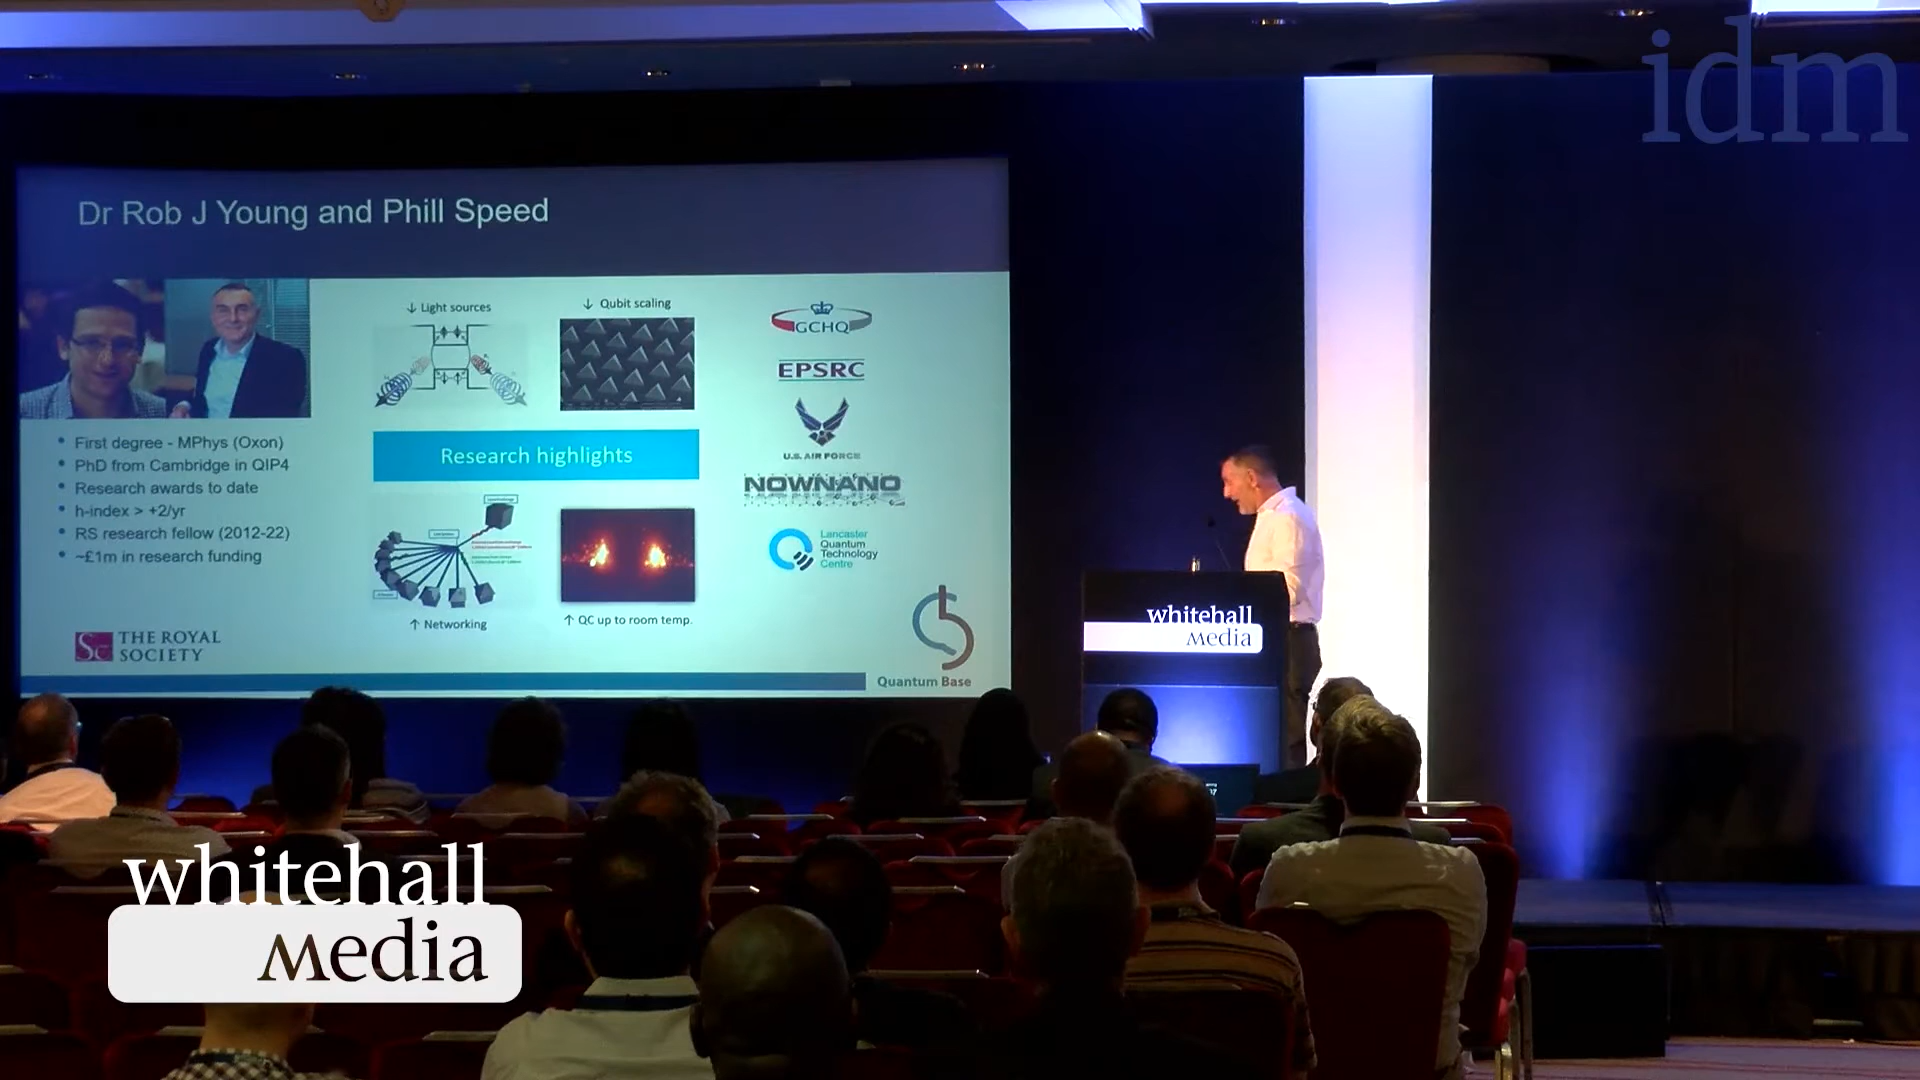 idm
Dr Rob J Young and Phill Speed
• First degree - MPhys (Oxon)
• PhD from Cambridge in QIP4
• Research awards to date
• h-index > +2/yr
• RS research fellow (2012-22)
• ~£1m in research funding
THE ROYAL
SOCIETY
↓ Light sources
↓ Qubit scaling
Research highlights
↑ Networking
↑ QC up to room temp.
GCHQ
EPSRC
U.S. AIR FORCE
NOWNANO
Lancaster
Quantum
Technology
Centre
Quantum Base
whitehall
Media
whitehall
Media